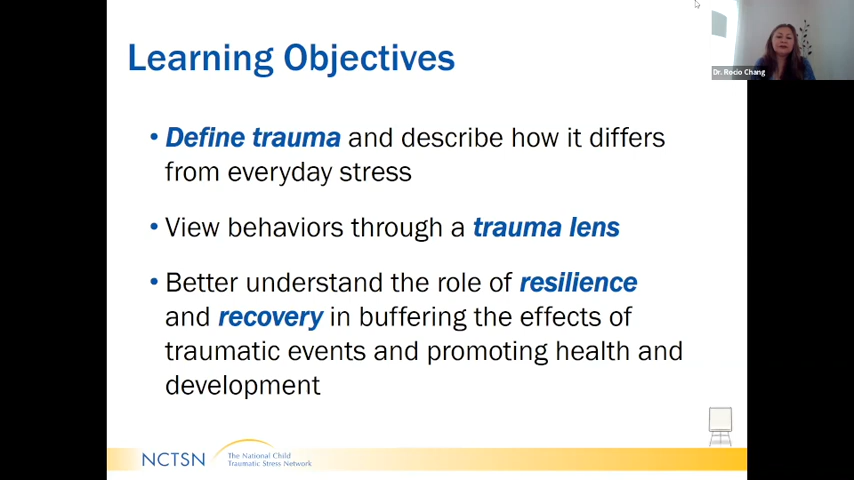 Learning Objectives
Dr. Rocio Chang
• Define trauma and describe how it differs
from everyday stress
• View behaviors through a trauma lens
• Better understand the role of resilience
and recovery in buffering the effects of
traumatic events and promoting health and
development
NCTSN
The National Child
Traumatic Stress Network